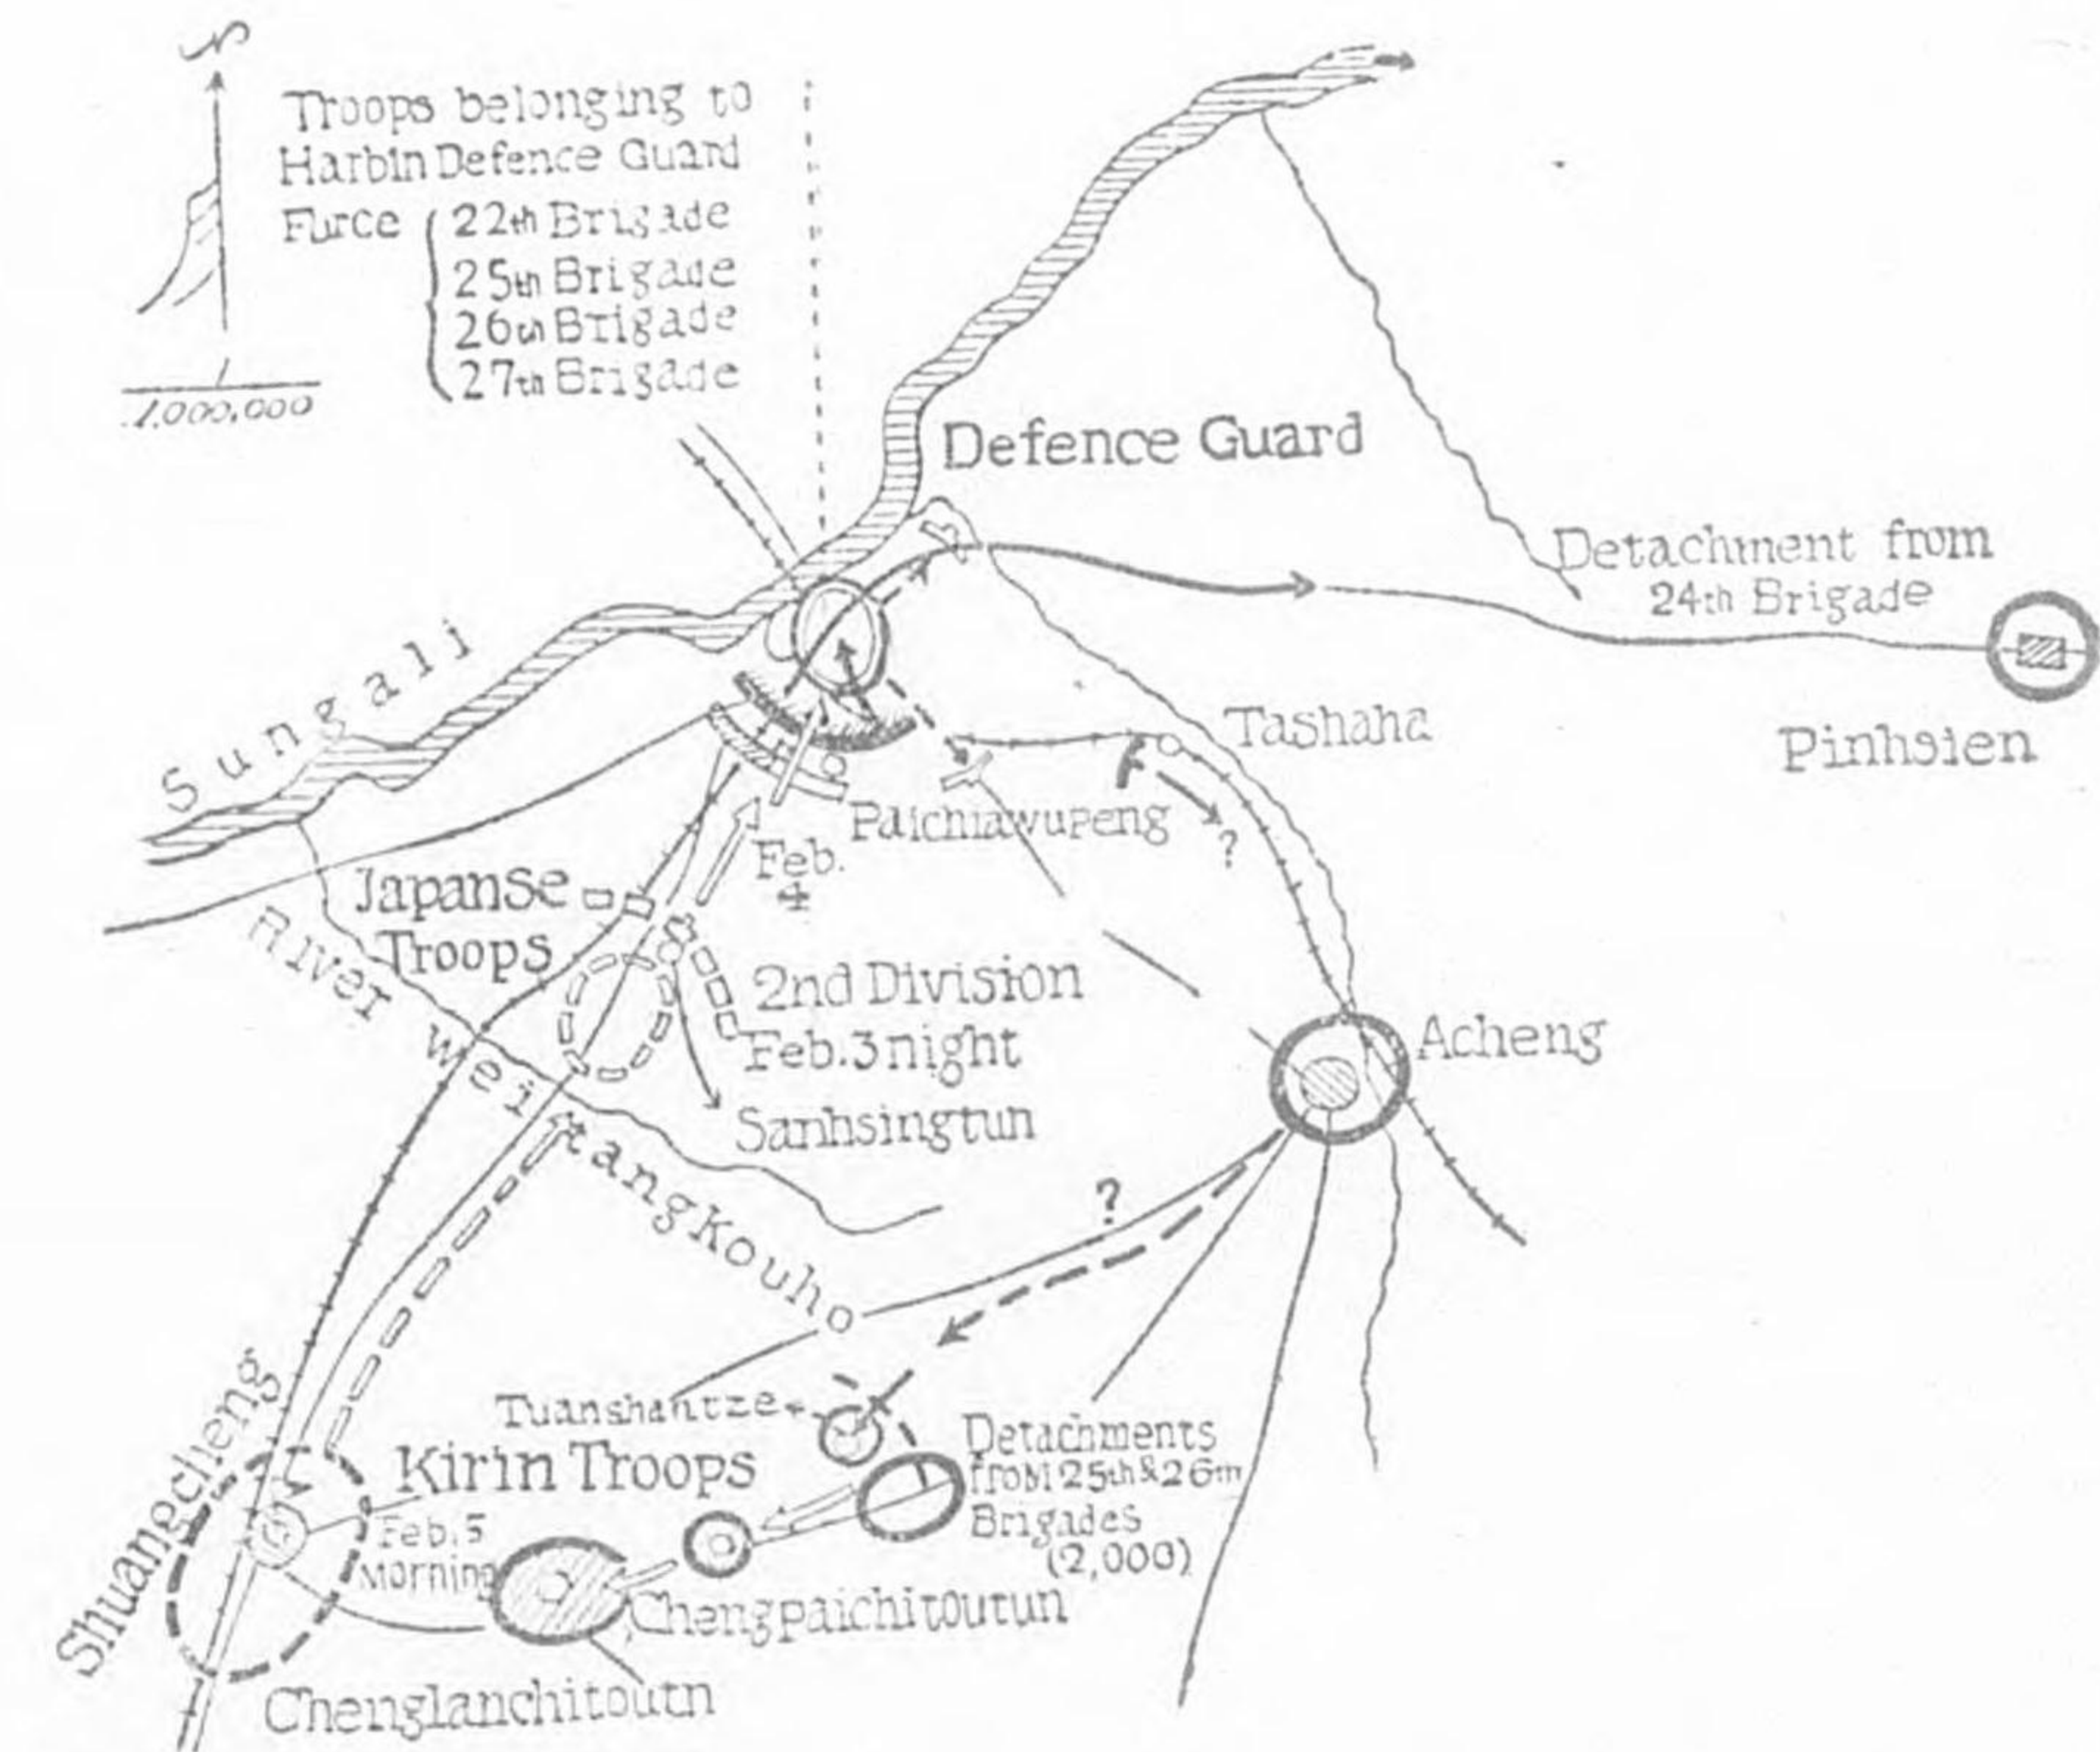 N
Troops belonging to
Harbin Defence Guard
Furce
22th Brigade
25th Brigade
26th Brigade
27th Brigade
1
1.000,000
Defence Guard
Detachment from
24th Brigade
Pinhsien
Sungali
Tashaha
Paichiawupeng
?
Feb.
4
Japanse
Troops
River Weitangkouho
2nd Division
Feb.3 night
Sanhsingtun
Acheng
?
Shuangcheng
Tuanshantze
Kirin Troops
Feb.5
Morning
Detachments
from 25th & 26th
Brigades
(2,000)
Chengpaichitoutun
Chenglanchitoutn